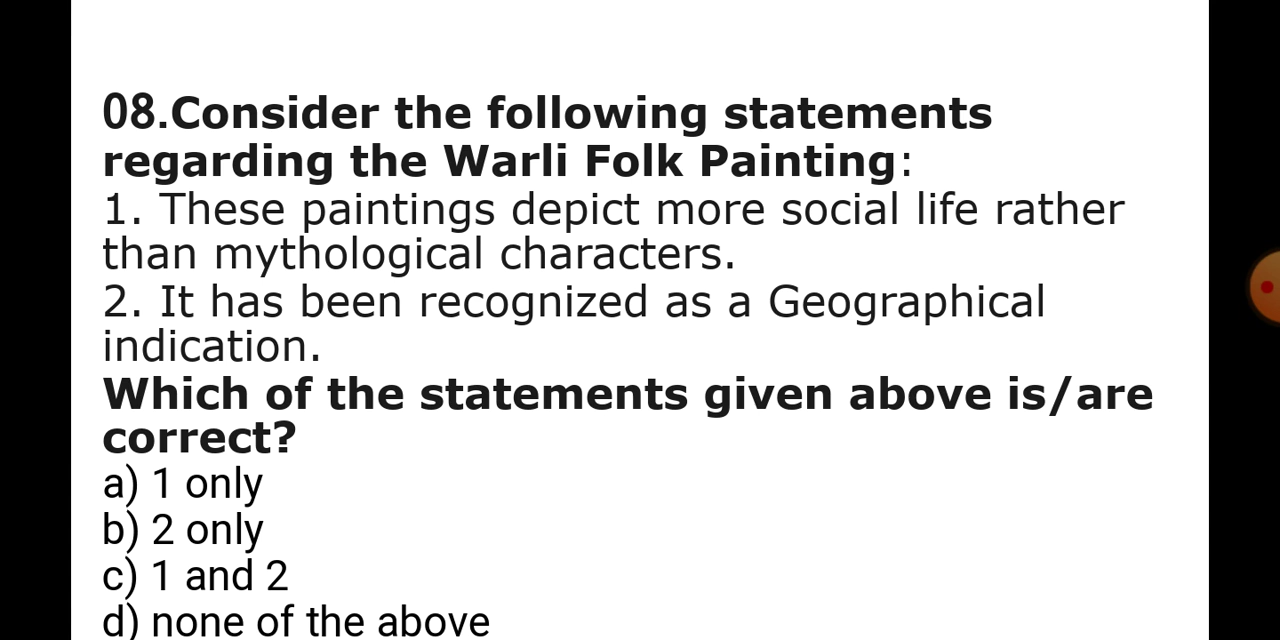 08.Consider the following statements
regarding the Warli Folk Painting:
1. These paintings depict more social life rather
than mythological characters.
2. It has been recognized as a Geographical
indication.
Which of the statements given above is/are
correct?
a) 1 only
b) 2 only
c) 1 and 2
d) none of the above